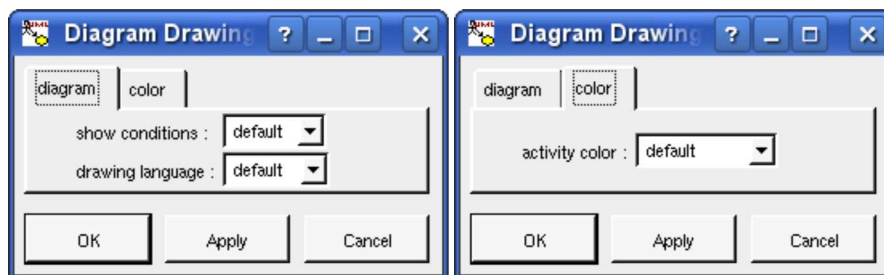 Diagram Drawing
diagram color
show conditions : default
drawing language : default
OK Apply Cancel
Diagram Drawing
diagram color
activity color : default
OK Apply Cancel